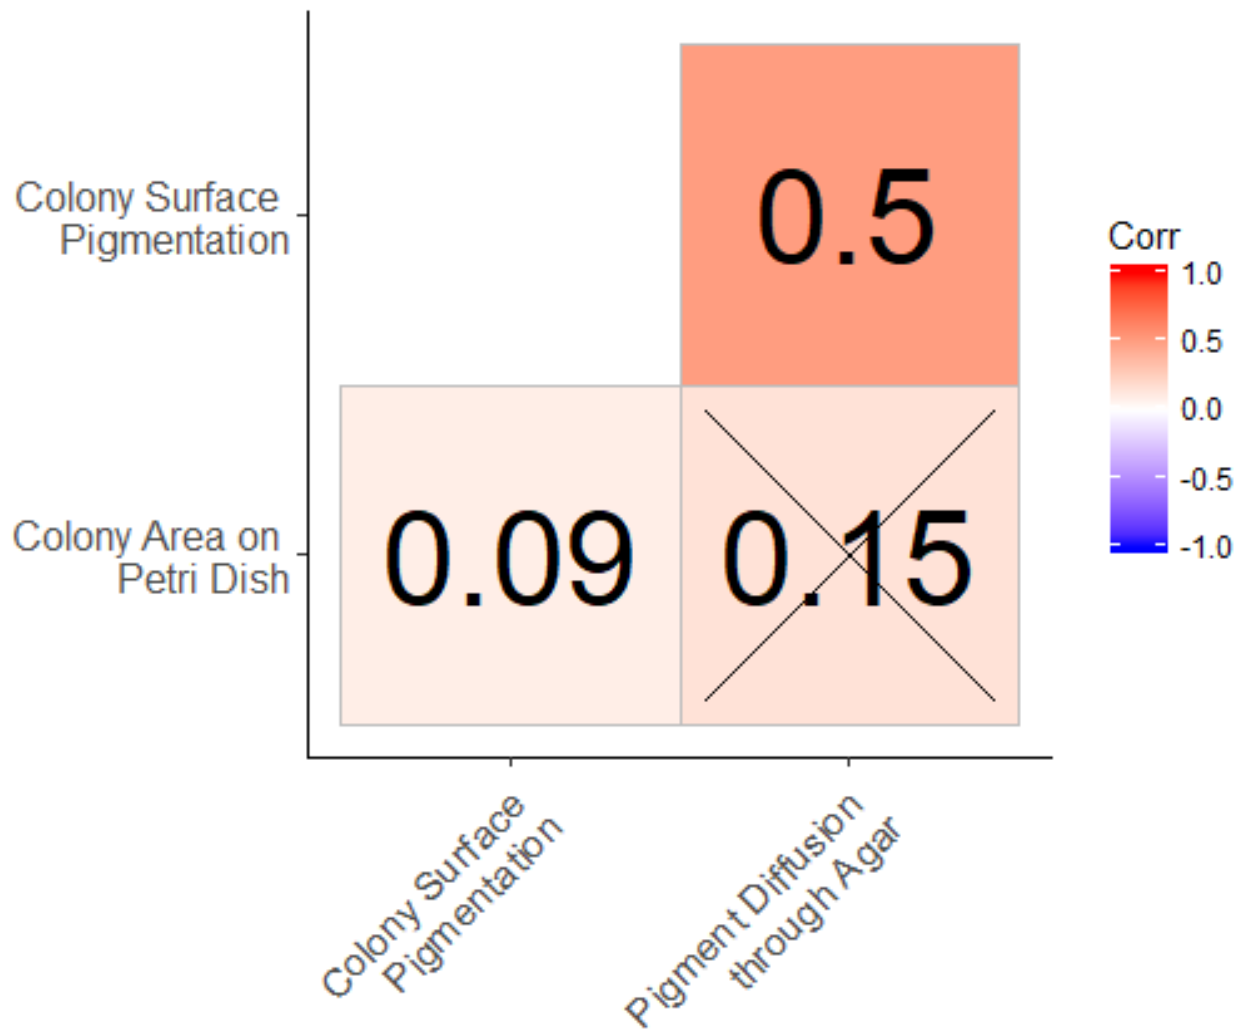 Colony Surface
Pigmentation
0.5
Colony Area on
Petri Dish
0.09
0.15
Colony Surface
Pigmentation
Pigment Diffusion
through Agar
Corr
1.0
0.5
0.0
-0.5
-1.0